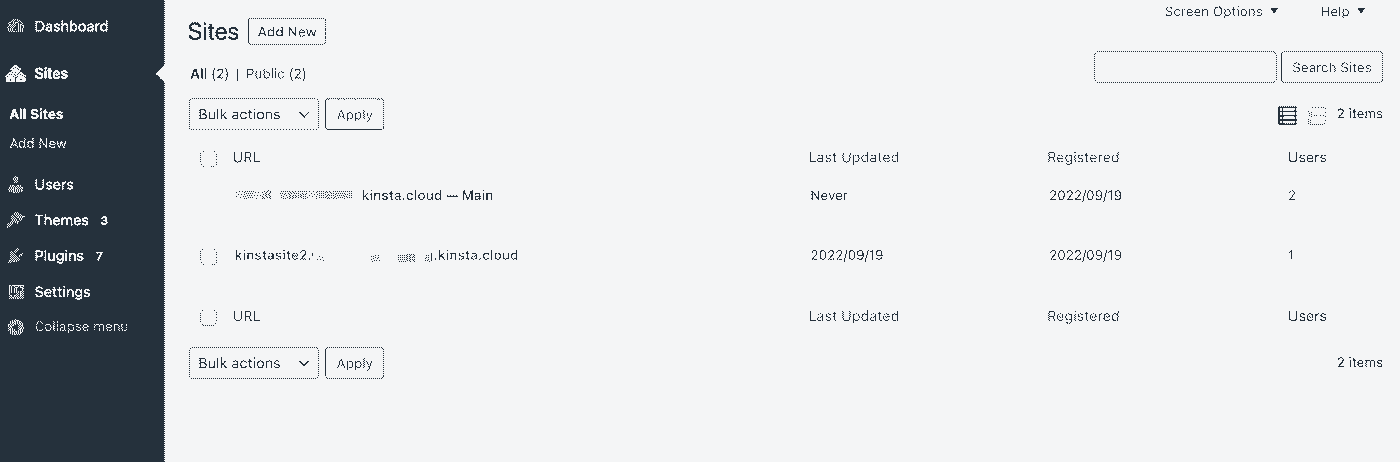 Dashboard
Sites
All Sites
Add New
Users
Themes 3
Plugins 7
Settings
Collapse menu
Screen Options Help
Sites Add New
All (2) | Public (2)
Search Sites
Bulk actions Apply
2 items
URL Last Updated Registered Users
kinsta.cloud — Main Never 2022/09/19 2
kinstasite2. .kinsta.cloud 2022/09/19 2022/09/19 1
URL Last Updated Registered Users
Bulk actions Apply
2 items